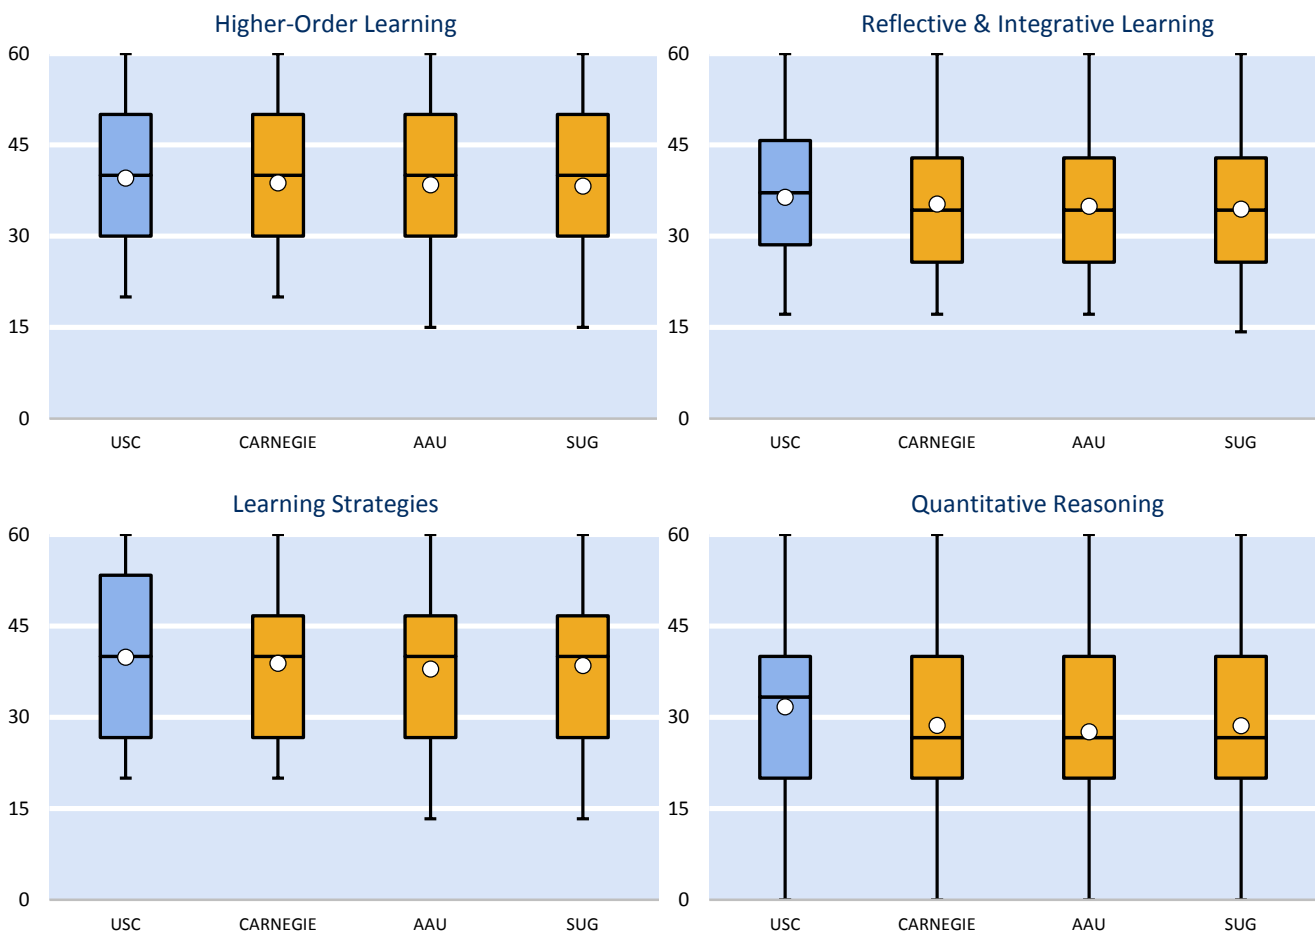 Higher-Order Learning
60
45
30
15
0
USC CARNEGIE AAU SUG
Reflective & Integrative Learning
60
45
30
15
0
USC CARNEGIE AAU SUG
Learning Strategies
60
45
30
15
0
USC CARNEGIE AAU SUG
Quantitative Reasoning
60
45
30
15
0
USC CARNEGIE AAU SUG